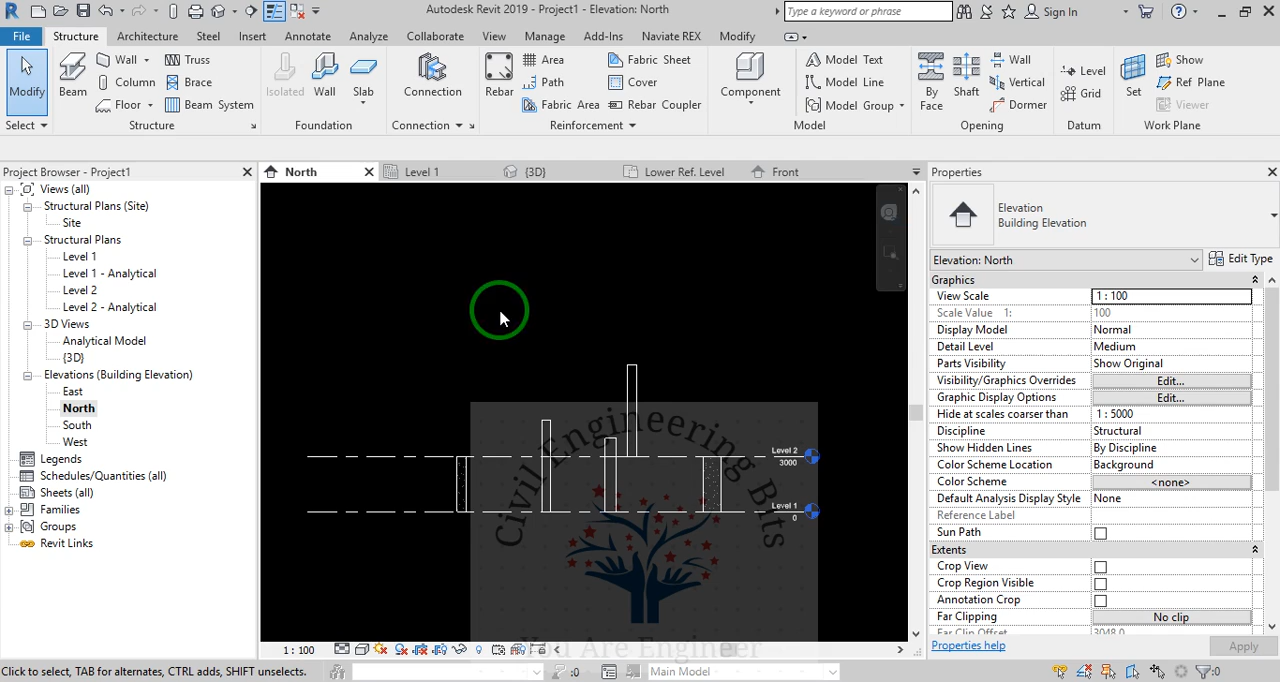 Autodesk Revit 2019 - Project1 - Elevation: North
Type a keyword or phrase
Sign In
File Structure Architecture Steel Insert Annotate Analyze Collaborate View Manage Add-Ins Naviate REX Modify
Modify
Beam
Wall
Column
Floor
Truss
Brace
Beam System
Isolated
Wall
Slab
Connection
Rebar
Area
Path
Fabric Area
Fabric Sheet
Cover
Rebar Coupler
Component
Model Text
Model Line
Model Group
By
Face
Shaft
Wall
Vertical
Dormer
Level
Grid
Set
Show
Ref Plane
Viewer
Select Structure Foundation Connection Reinforcement Model Opening Datum Work Plane
Project Browser - Project1
Views (all)
Structural Plans (Site)
Site
Structural Plans
Level 1
Level 1 - Analytical
Level 2
Level 2 - Analytical
3D Views
Analytical Model
{3D}
Elevations (Building Elevation)
East
North
South
West
Legends
Schedules/Quantities (all)
Sheets (all)
Families
Groups
Revit Links
North
Level 1
{3D}
Lower Ref. Level
Front
Level 2
3000
Level 1
0
Civil Engineering Bits
You Are Engineer
1 : 100
Properties
Elevation
Building Elevation
Elevation: North
Edit Type
Graphics
View Scale 1 : 100
Scale Value 1: 100
Display Model Normal
Detail Level Medium
Parts Visibility Show Original
Visibility/Graphics Overrides Edit...
Graphic Display Options Edit...
Hide at scales coarser than 1 : 5000
Discipline Structural
Show Hidden Lines By Discipline
Color Scheme Location Background
Color Scheme <none>
Default Analysis Display Style None
Reference Label
Sun Path
Extents
Crop View
Crop Region Visible
Annotation Crop
Far Clipping No clip
Far Clip Offset 3048.0
Properties help
Apply
Click to select, TAB for alternates, CTRL adds, SHIFT unselects.
:0
Main Model
:0